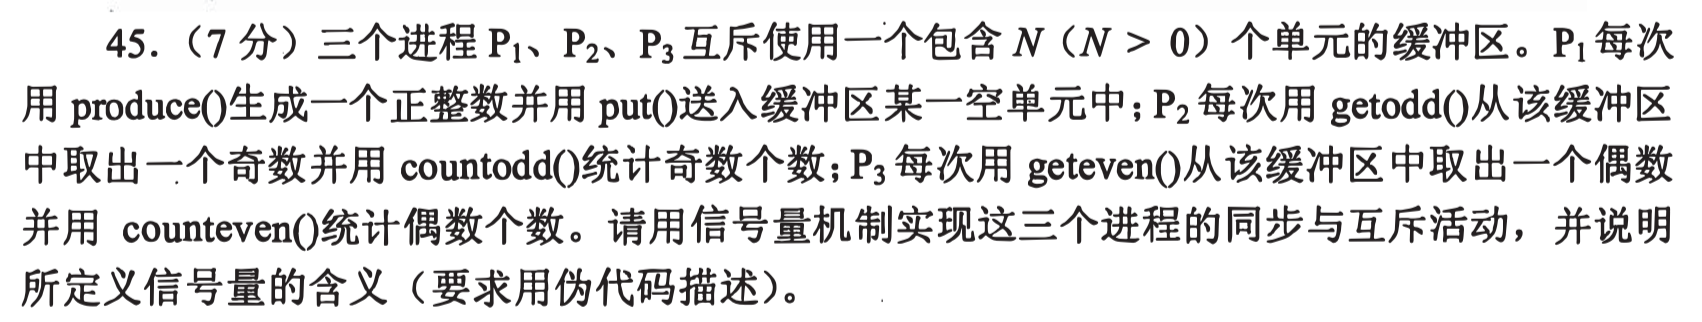 45.（7 分）三个进程 P₁、P₂、P₃ 互斥使用一个包含 N（N > 0）个单元的缓冲区。P₁ 每次
用 produce()生成一个正整数并用 put()送入缓冲区某一空单元中；P₂ 每次用 getodd()从该缓冲区
中取出一个奇数并用 countodd()统计奇数个数；P₃ 每次用 geteven()从该缓冲区中取出一个偶数
并用 counteven()统计偶数个数。请用信号量机制实现这三个进程的同步与互斥活动，并说明
所定义信号量的含义（要求用伪代码描述）。